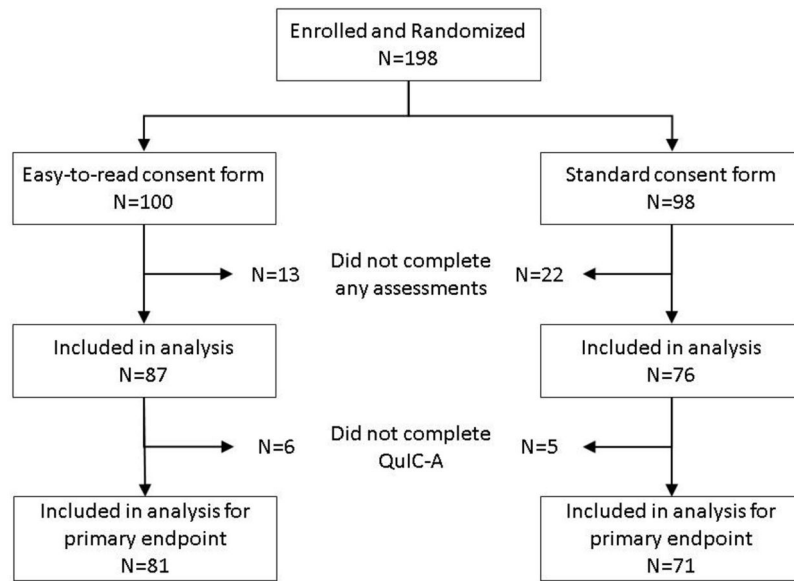 Enrolled and Randomized
N=198
Easy-to-read consent form
N=100
Standard consent form
N=98
N=13
Did not complete
any assessments
N=22
Included in analysis
N=87
Included in analysis
N=76
N=6
Did not complete
QuIC-A
N=5
Included in analysis for
primary endpoint
N=81
Included in analysis for
primary endpoint
N=71